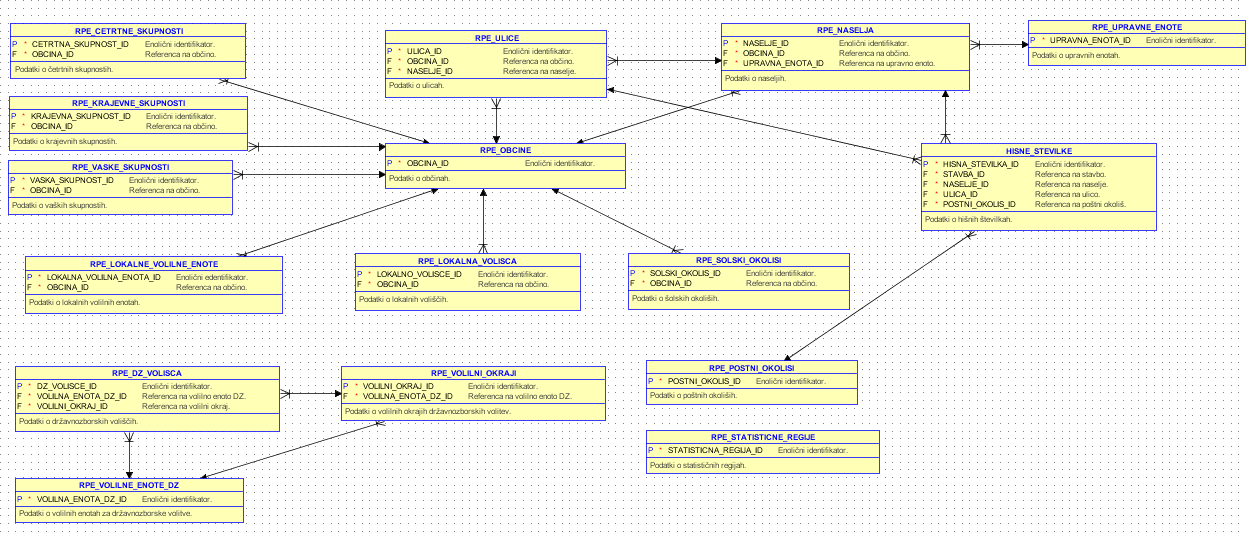 RPE_CETRTNE_SKUPNOSTI
P * CETRTNA_SKUPNOST_ID Enolični identifikator.
F * OBCINA_ID Referenca na občino.
Podatki o četrtnih skupnostih.
RPE_ULICE
P * ULICA_ID Enolični identifikator.
F * OBCINA_ID Referenca na občino.
F * NASELJE_ID Referenca na naselje.
Podatki o ulicah.
RPE_NASELJA
P * NASELJE_ID Enolični identifikator.
F * OBCINA_ID Referenca na občino.
F * UPRAVNA_ENOTA_ID Referenca na upravno enoto.
Podatki o naseljih.
RPE_UPRAVNE_ENOTE
P * UPRAVNA_ENOTA_ID Enolični identifikator.
Podatki o upravnih enotah.
RPE_KRAJEVNE_SKUPNOSTI
P * KRAJEVNA_SKUPNOST_ID Enolični identifikator.
F * OBCINA_ID Referenca na občino.
Podatki o krajevnih skupnostih.
RPE_VASKE_SKUPNOSTI
P * VASKA_SKUPNOST_ID Enolični identifikator.
F * OBCINA_ID Referenca na občino.
Podatki o vaških skupnostih.
RPE_OBCINE
P * OBCINA_ID Enolični identifikator.
Podatki o občinah.
HISNE_STEVILKE
P * HISNA_STEVILKA_ID Enolični identifikator.
F * STAVBA_ID Referenca na stavbo.
F * NASELJE_ID Referenca na naselje.
F * ULICA_ID Referenca na ulico.
F * POSTNI_OKOLIS_ID Referenca na poštni okoliš.
Podatki o hišnih številkah.
RPE_LOKALNE_VOLILNE_ENOTE
P * LOKALNA_VOLILNA_ENOTA_ID Enolični edentifikator.
F * OBCINA_ID Referenca na občino.
Podatki o lokalnih volilnih enotah.
RPE_LOKALNA_VOLISCA
P * LOKALNO_VOLISCE_ID Enolični identifikator.
F * OBCINA_ID Referenca na občino.
Podatki o lokalnih voliščih.
RPE_SOLSKI_OKOLISI
P * SOLSKI_OKOLIS_ID Enolični identifikator.
F * OBCINA_ID Referenca na občino.
Podatki o šolskih okoliših.
RPE_DZ_VOLISCA
P * DZ_VOLISCE_ID Enolični identifikator.
F * VOLILNA_ENOTA_DZ_ID Referenca na volilno enoto DZ.
F * VOLILNI_OKRAJ_ID Referenca na volilni okraj.
Podatki o državnozborskih voliščih.
RPE_VOLILNI_OKRAJI
P * VOLILNI_OKRAJ_ID Enolični identifikator.
F * VOLILNA_ENOTA_DZ_ID Referenca na volilno enoto DZ.
Podatki o volilnih okrajih državnozborskih volitev.
RPE_POSTNI_OKOLISI
P * POSTNI_OKOLIS_ID Enolični identifikator.
Podatki o poštnih okoliših.
RPE_STATISTICNE_REGIJE
P * STATISTICNA_REGIJA_ID Enolični identifikator.
Podatki o statističnih regijah.
RPE_VOLILNE_ENOTE_DZ
P * VOLILNA_ENOTA_DZ_ID Enolični identifikator.
Podatki o volilnih enotah za državnozborske volitve.